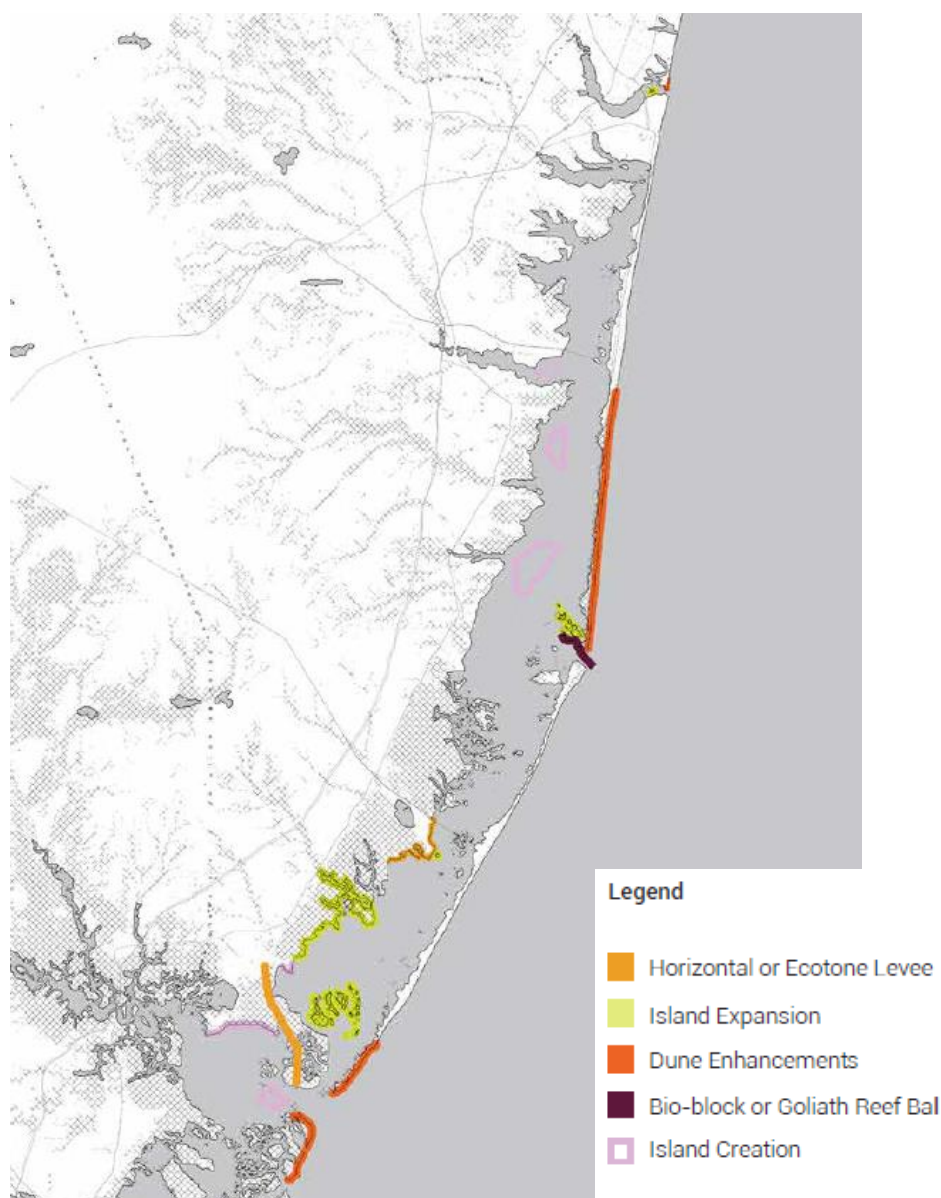 Legend
Horizontal or Ecotone Levee
Island Expansion
Dune Enhancements
Bio-block or Goliath Reef Bal
Island Creation